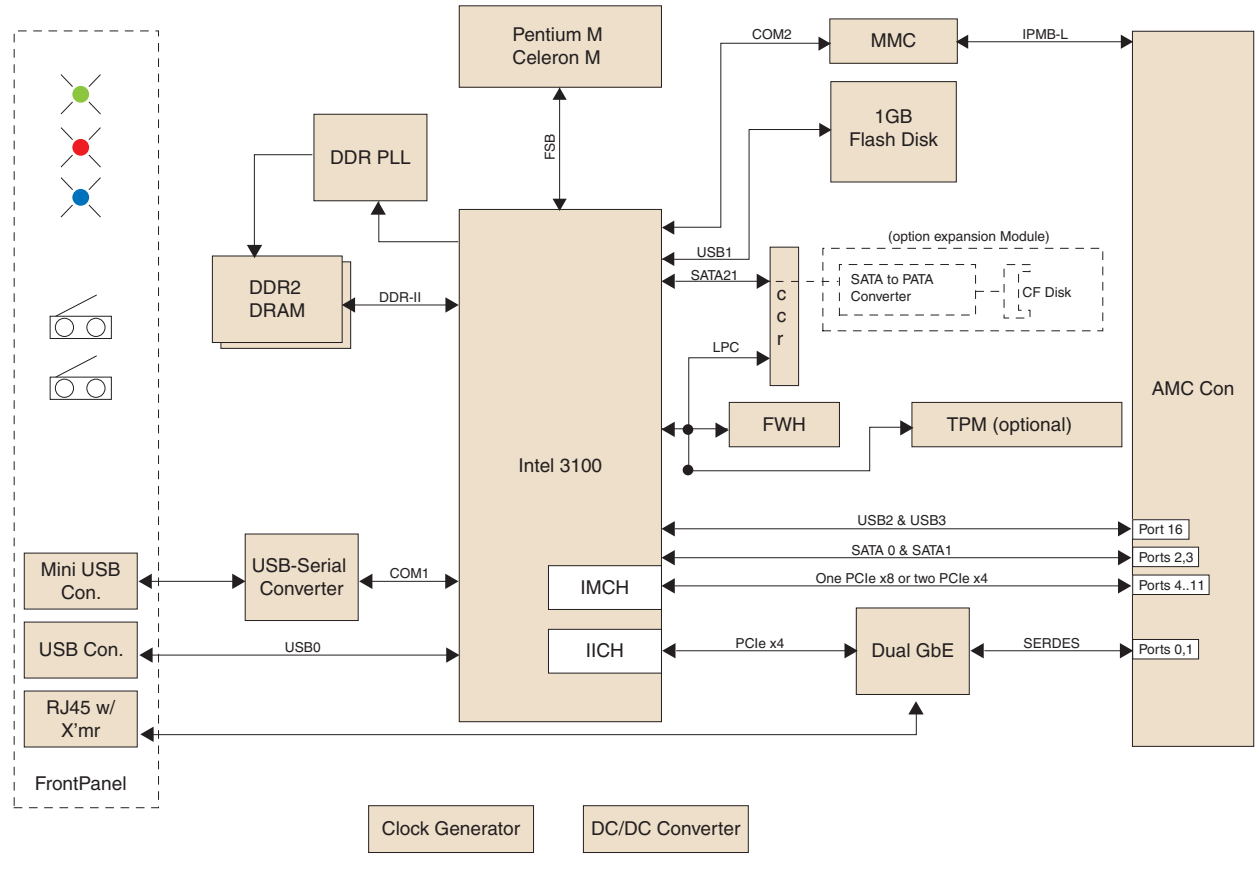 Pentium M
Celeron M
COM2
MMC
IPMB-L
1GB
Flash Disk
FSB
DDR PLL
USB1
SATA21
(option expansion Module)
SATA to PATA
Converter
CF Disk
c
c
r
DDR2
DRAM
DDR-II
LPC
AMC Con
FWH
TPM (optional)
Intel 3100
USB2 & USB3
Port 16
SATA 0 & SATA1
Ports 2,3
One PCIe x8 or two PCIe x4
Ports 4..11
Mini USB
Con.
USB-Serial
Converter
COM1
IMCH
USB Con.
USB0
IICH
PCIe x4
Dual GbE
SERDES
Ports 0,1
RJ45 w/
X'mr
FrontPanel
Clock Generator
DC/DC Converter